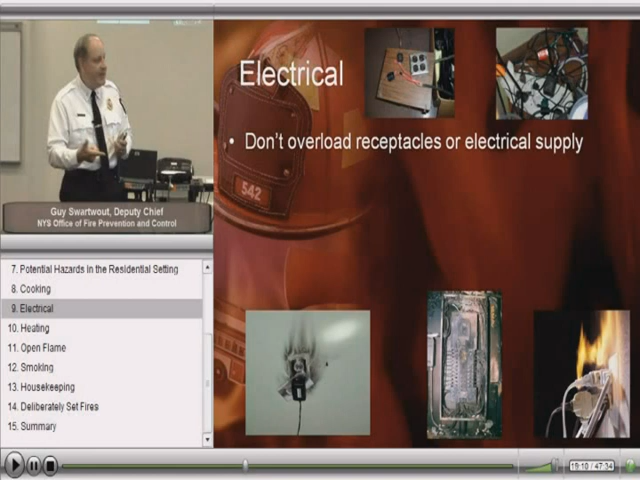 Electrical
• Don't overload receptacles or electrical supply
542
Guy Swartwout, Deputy Chief
NYS Office of Fire Prevention and Control
7. Potential Hazards in the Residential Setting
8. Cooking
9. Electrical
10. Heating
11. Open Flame
12. Smoking
13. Housekeeping
14. Deliberately Set Fires
15. Summary
18:10 / 47:34